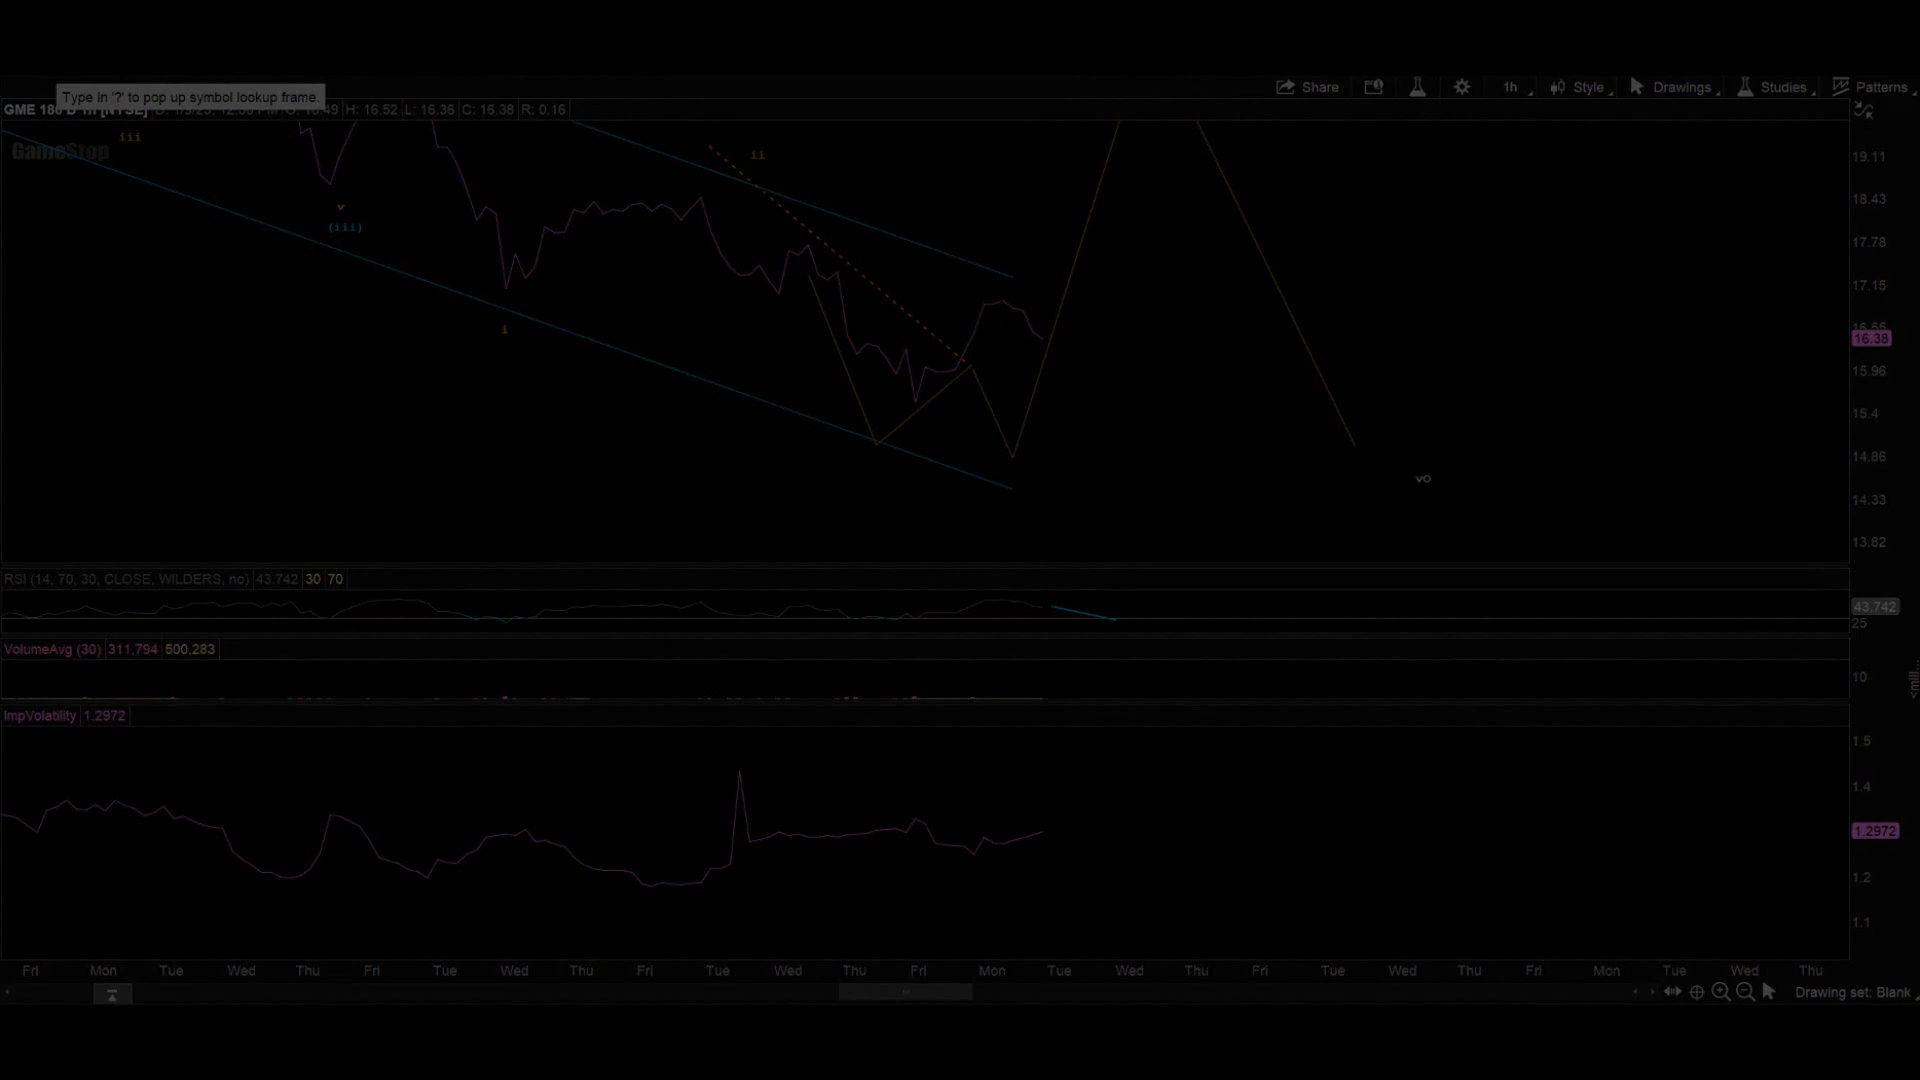 Type in '?' to pop up symbol lookup frame.
Share
1h
Style
Drawings
Studies
Patterns
H: 16.52 L: 16.36 C: 16.38 R: 0.16
GameStop
iii
ii
v
(iii)
i
vo
19.11
18.43
17.78
17.15
16.38
15.96
15.4
14.86
14.33
13.82
RSI (14, 70, 30, CLOSE, WILDERS, no) 43.742 30 70
43.742
25
VolumeAvg (30) 311,794 500,283
10
ImpVolatility 1.2972
1.5
1.4
1.2972
1.2
1.1
Fri Mon Tue Wed Thu Fri Tue Wed Thu Fri Tue Wed Thu Fri Mon Tue Wed Thu Fri Tue Wed Thu Fri Mon Tue Wed Thu
Drawing set: Blank